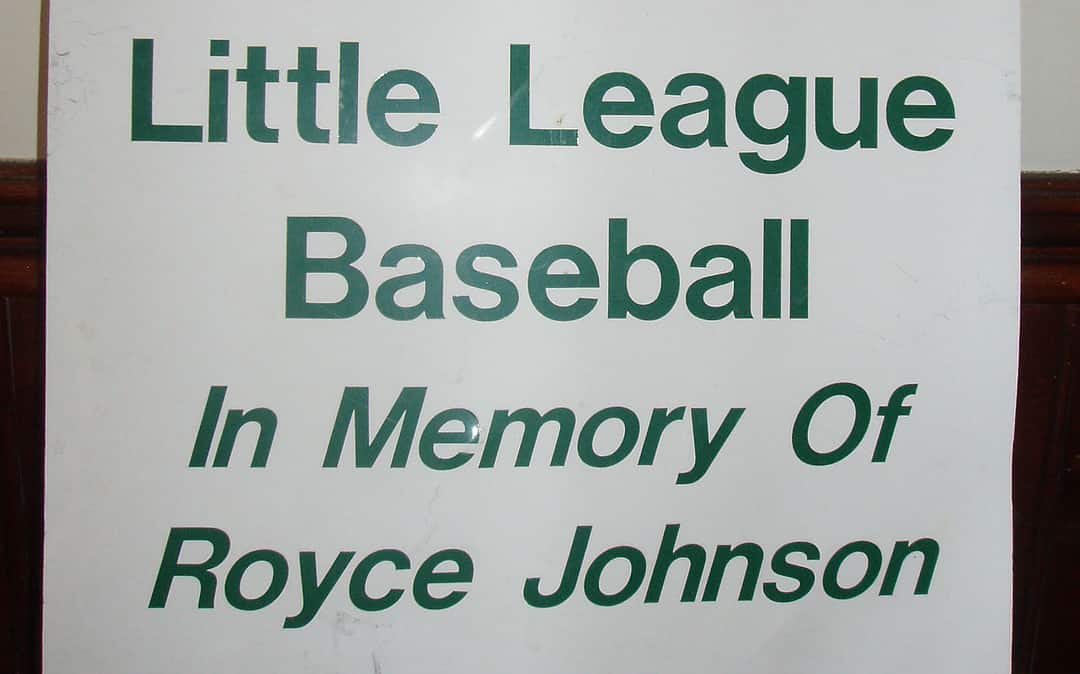 Little League
Baseball
In Memory Of
Royce Johnson